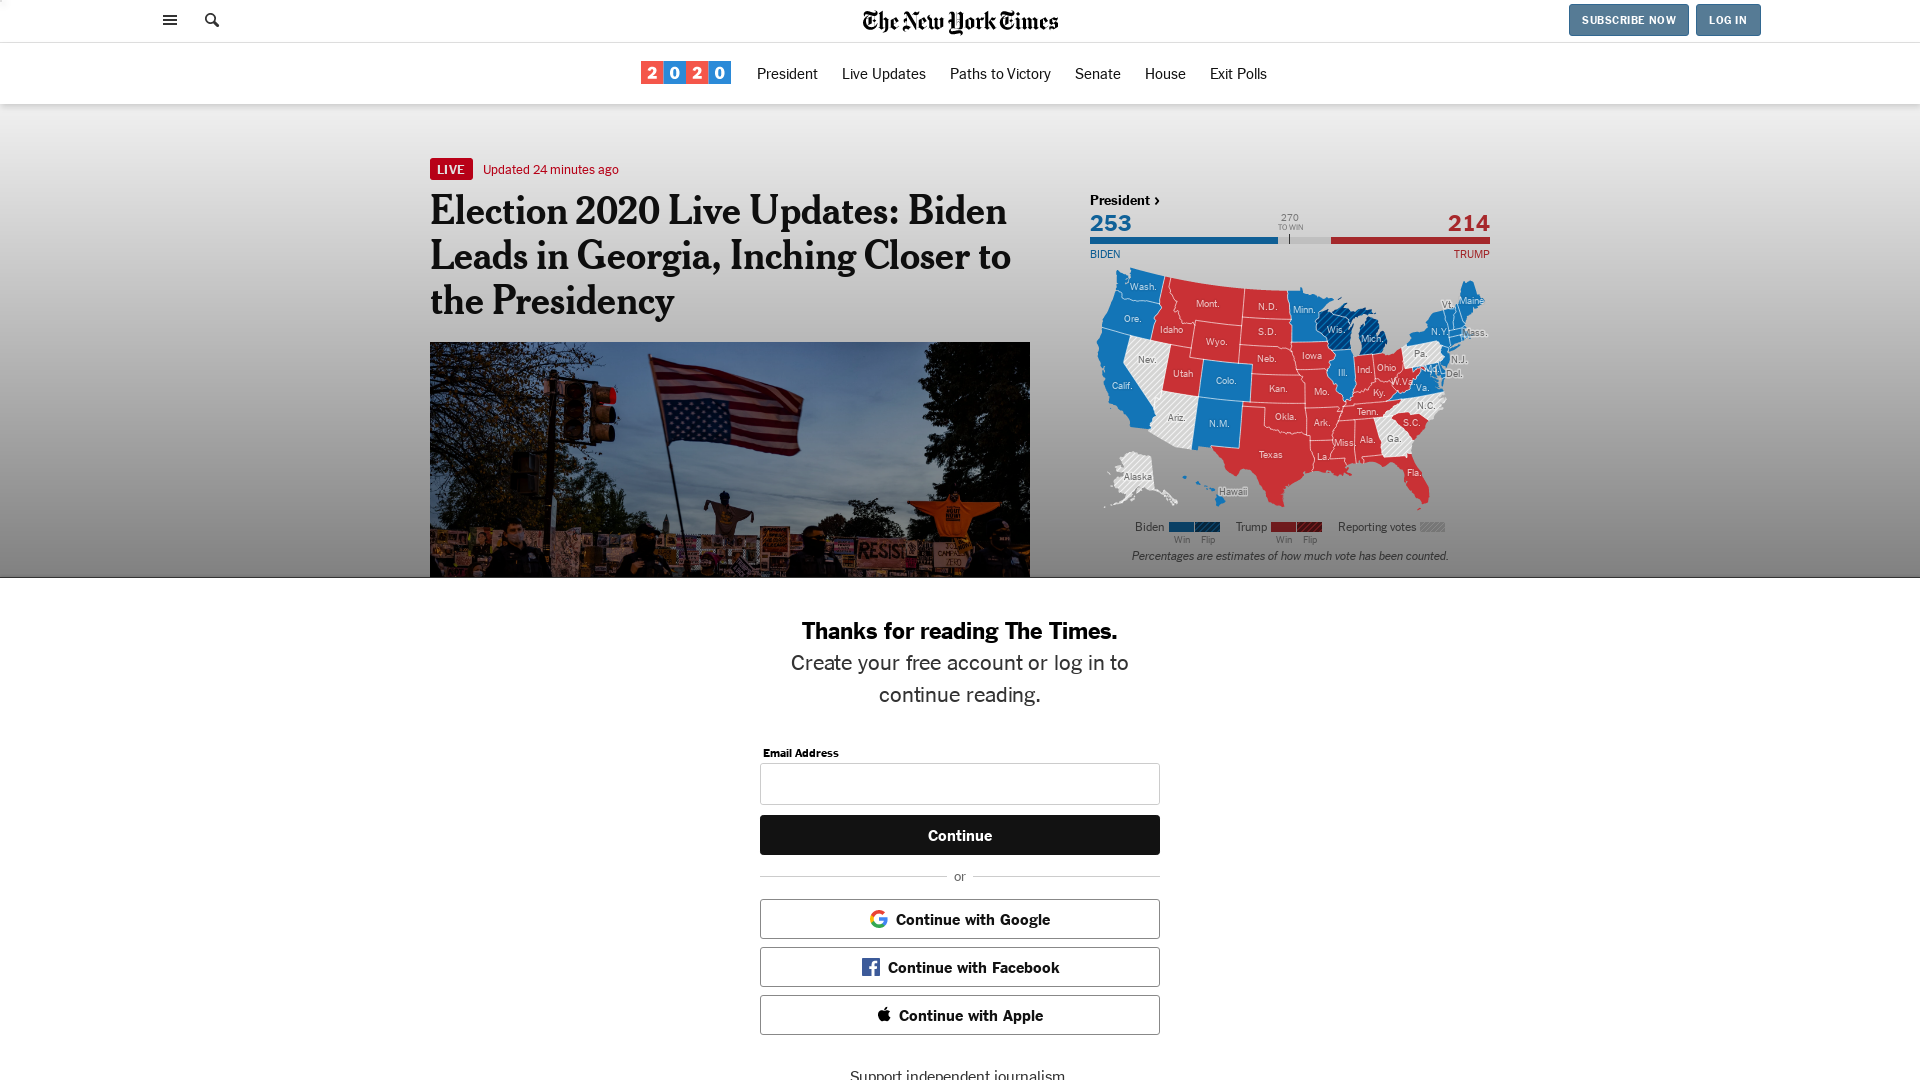 The New York Times
SUBSCRIBE NOW
LOG IN
2020
President
Live Updates
Paths to Victory
Senate
House
Exit Polls
LIVE
Updated 24 minutes ago
Election 2020 Live Updates: Biden
Leads in Georgia, Inching Closer to
the Presidency
RESIST
President ›
253
270
TO WIN
214
BIDEN
TRUMP
Wash.
Ore.
Calif.
Nev.
Idaho
Mont.
Wyo.
Utah
Ariz.
Colo.
N.M.
N.D.
S.D.
Neb.
Kan.
Okla.
Texas
Minn.
Iowa
Mo.
Ark.
La.
Wis.
Ill.
Mich.
Ind.
Ohio
Ky.
Tenn.
Miss.
Ala.
Ga.
Fla.
S.C.
N.C.
Va.
W.Va.
Md.
Del.
N.J.
Pa.
N.Y.
Vt.
Maine
Mass.
Alaska
Hawaii
Biden
Win
Flip
Trump
Win
Flip
Reporting votes
Percentages are estimates of how much vote has been counted.
Thanks for reading The Times.
Create your free account or log in to
continue reading.
Email Address
Continue
or
Continue with Google
Continue with Facebook
Continue with Apple
Support independent journalism